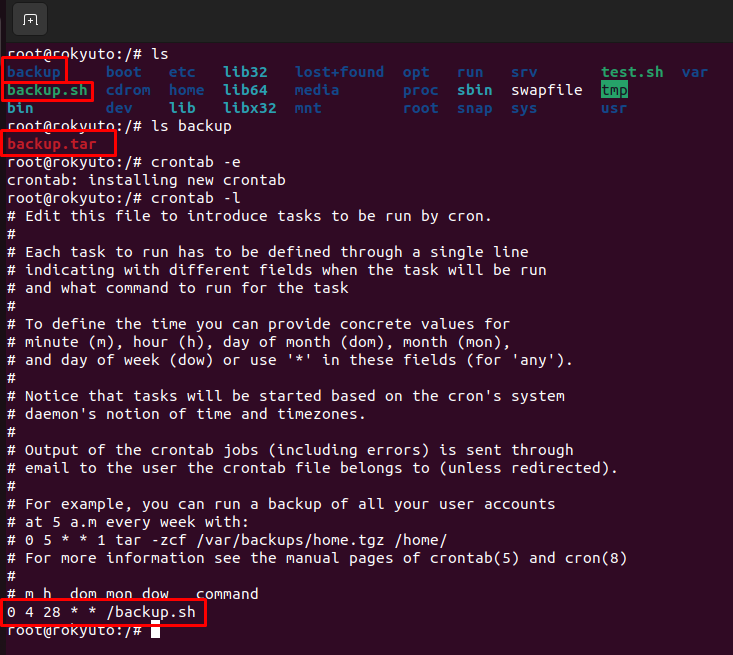 root@rokyuto:/# ls
backup boot etc lib32 lost+found opt run srv test.sh var
backup.sh cdrom home lib64 media proc sbin swapfile tmp
bin dev lib libx32 mnt root snap sys usr
root@rokyuto:/# ls backup
backup.tar
root@rokyuto:/# crontab -e
crontab: installing new crontab
root@rokyuto:/# crontab -l
# Edit this file to introduce tasks to be run by cron.
#
# Each task to run has to be defined through a single line
# indicating with different fields when the task will be run
# and what command to run for the task
#
# To define the time you can provide concrete values for
# minute (m), hour (h), day of month (dom), month (mon),
# and day of week (dow) or use '*' in these fields (for 'any').
#
# Notice that tasks will be started based on the cron's system
# daemon's notion of time and timezones.
#
# Output of the crontab jobs (including errors) is sent through
# email to the user the crontab file belongs to (unless redirected).
#
# For example, you can run a backup of all your user accounts
# at 5 a.m every week with:
# 0 5 * * 1 tar -zcf /var/backups/home.tgz /home/
# For more information see the manual pages of crontab(5) and cron(8)
#
# m h  dom mon dow   command
0 4 28 * * /backup.sh
root@rokyuto:/#